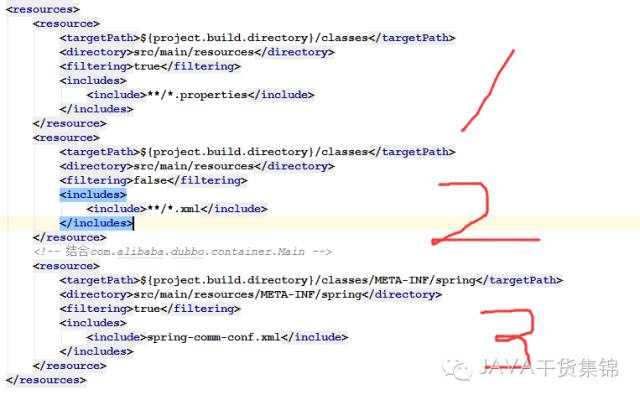 <resources>
<resource>
<targetPath>${project.build.directory}/classes</targetPath>
<directory>src/main/resources</directory>
<filtering>true</filtering>
<includes>
<include>**/*.properties</include>
</includes>
</resource>
1
<resource>
<targetPath>${project.build.directory}/classes</targetPath>
<directory>src/main/resources</directory>
<filtering>false</filtering>
<includes>
<include>**/*.xml</include>
</includes>
</resource>
2
<!-- 结合com.alibaba.dubbo.container.Main -->
<resource>
<targetPath>${project.build.directory}/classes/META-INF/spring</targetPath>
<directory>src/main/resources/META-INF/spring</directory>
<filtering>true</filtering>
<includes>
<include>spring-comm-conf.xml</include>
</includes>
</resource>
</resources>
3
JAVA干货集锦